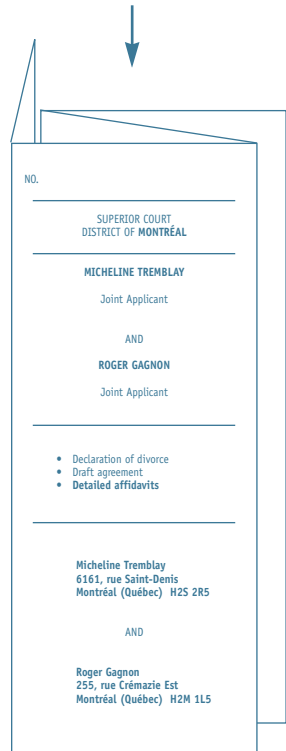 NO.
SUPERIOR COURT
DISTRICT OF MONTRÉAL
MICHELINE TREMBLAY
Joint Applicant
AND
ROGER GAGNON
Joint Applicant
• Declaration of divorce
• Draft agreement
• Detailed affidavits
Micheline Tremblay
6161, rue Saint-Denis
Montréal (Québec) H2S 2R5
AND
Roger Gagnon
255, rue Crémazie Est
Montréal (Québec) H2M 1L5